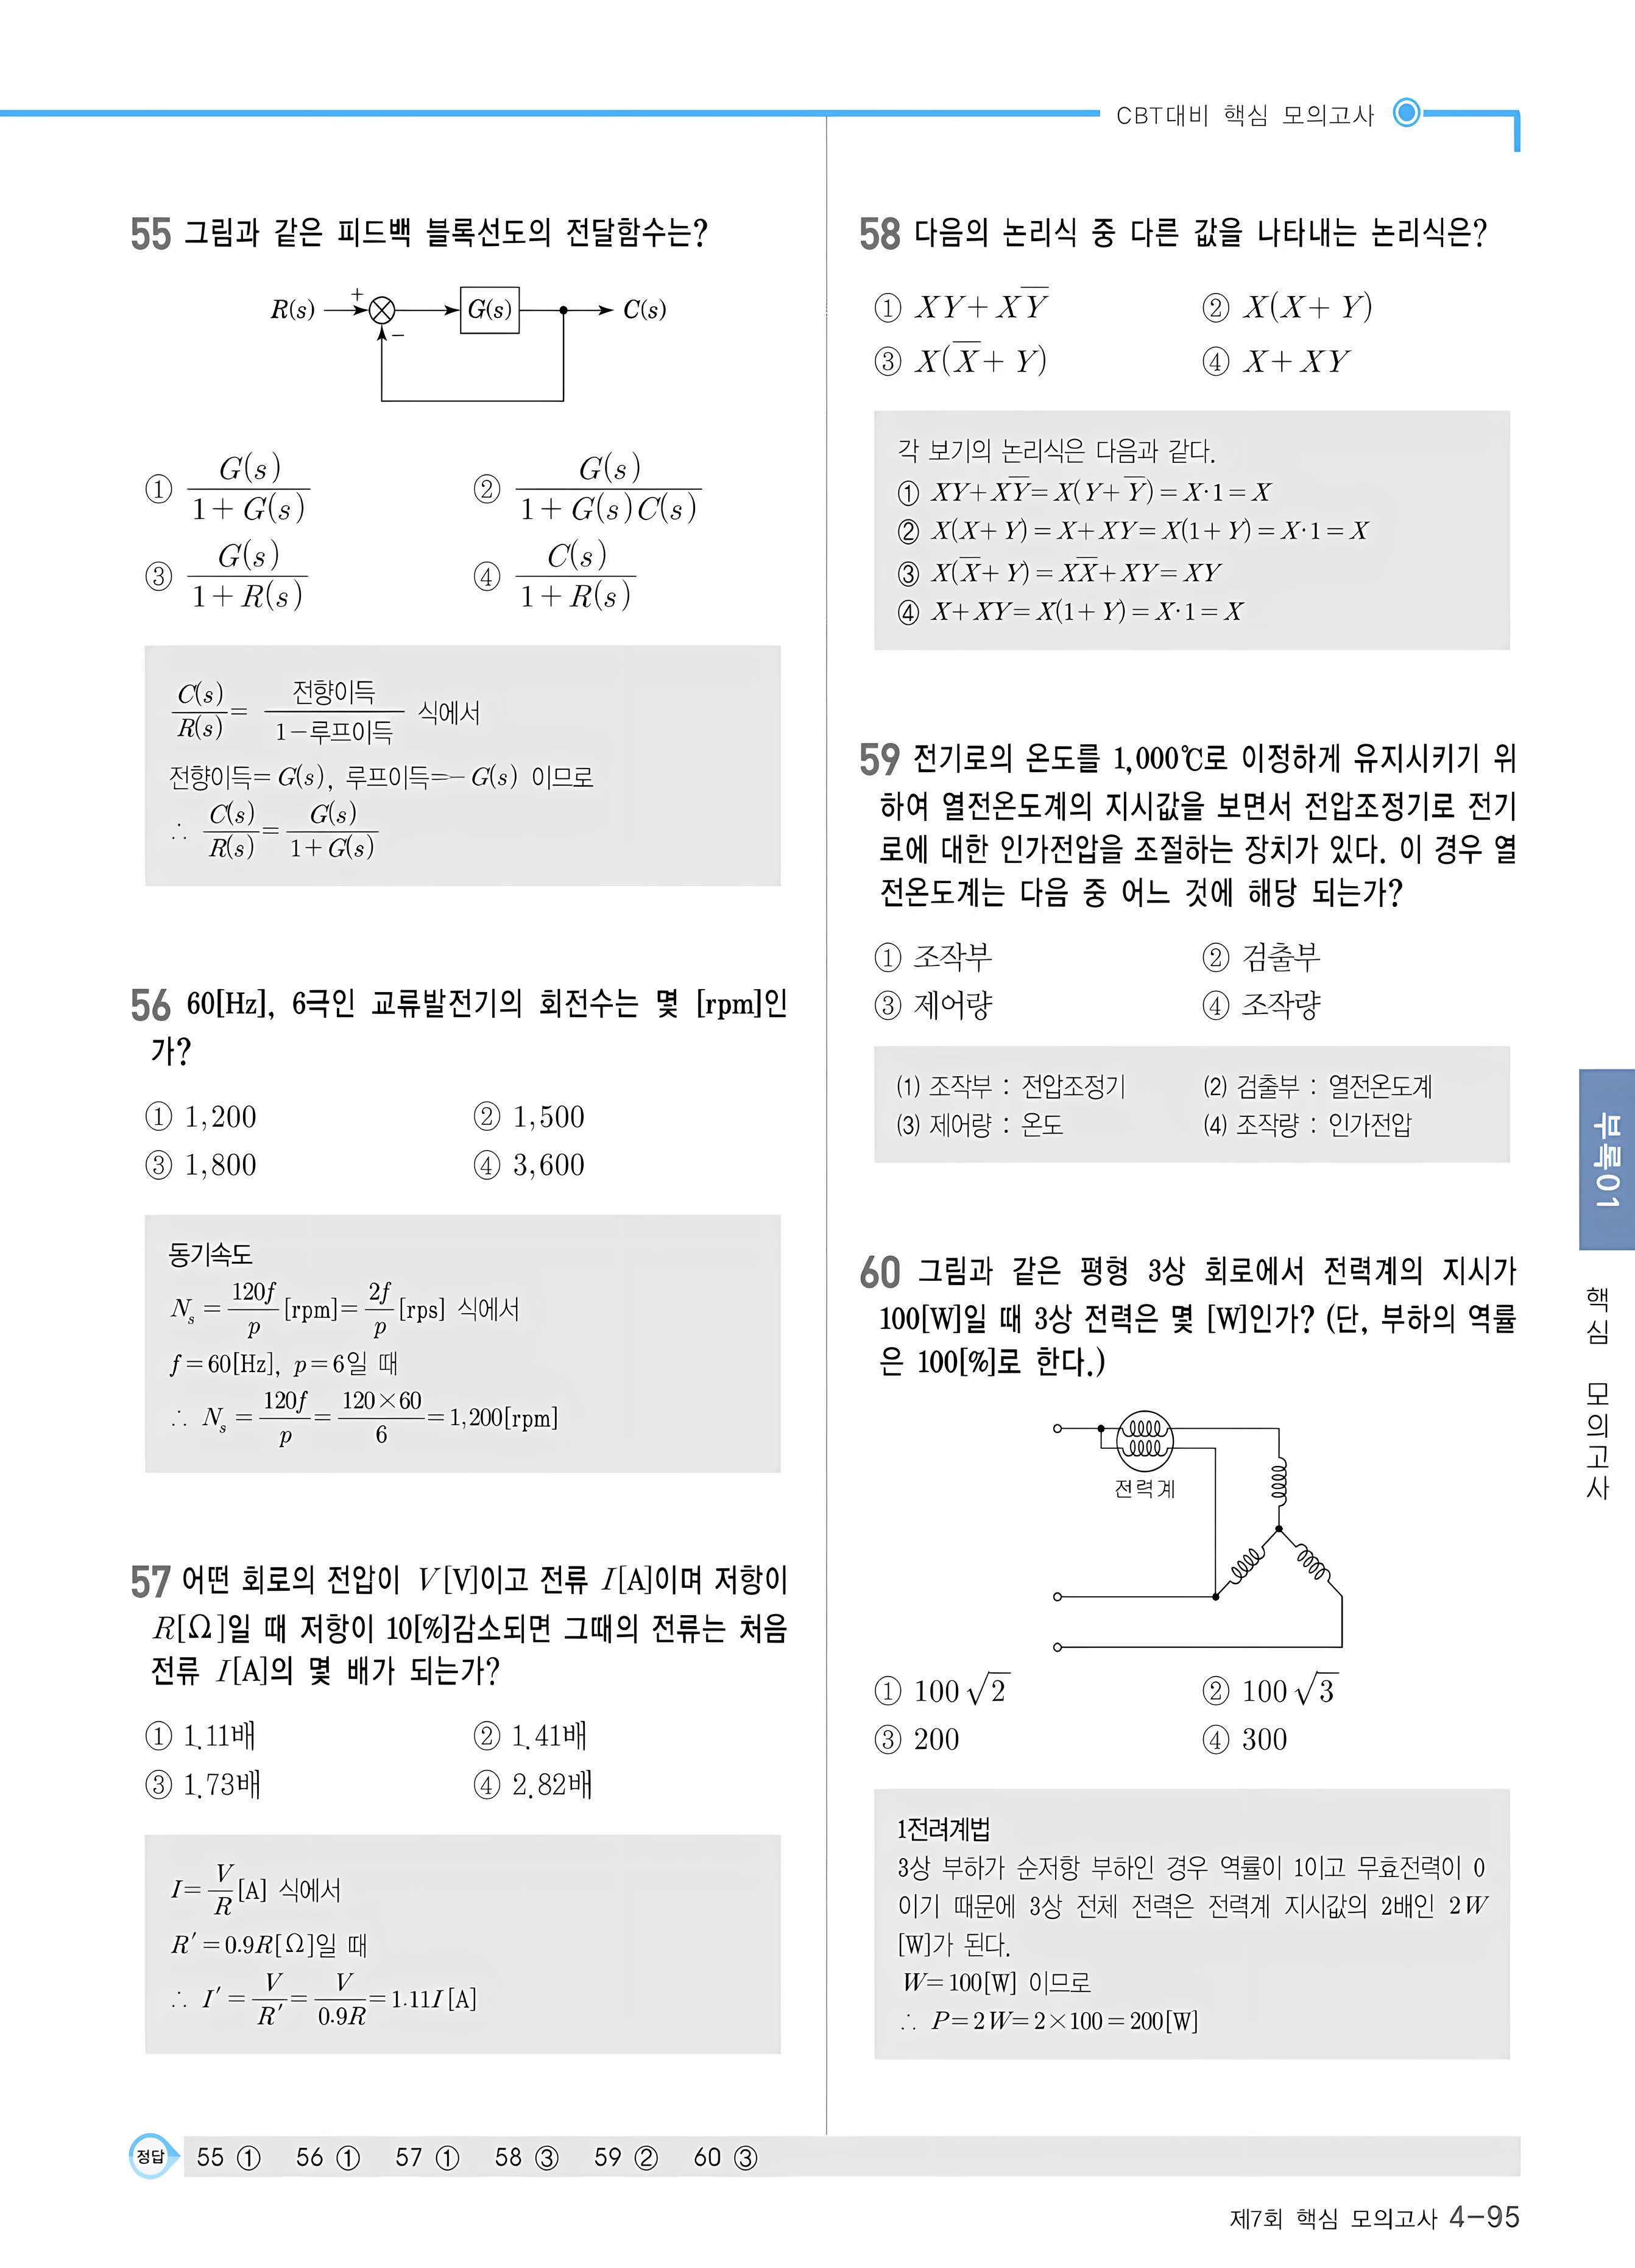 CBT대비 핵심 모의고사
55 그림과 같은 피드백 블록선도의 전달함수는?
R(s) + − G(s) C(s)
① G(s) / 1+G(s) ② G(s) / 1+G(s)C(s)
③ G(s) / 1+R(s) ④ C(s) / 1+R(s)
C(s)/R(s) = 전향이득 / 1−루프이득 식에서
전향이득=G(s), 루프이득=−G(s) 이므로
∴ C(s)/R(s) = G(s) / 1+G(s)
56 60[Hz], 6극인 교류발전기의 회전수는 몇 [rpm]인
가?
① 1,200 ② 1,500
③ 1,800 ④ 3,600
동기속도
Nₛ = 120f/p [rpm] = 2f/p [rps] 식에서
f=60[Hz], p=6일 때
∴ Nₛ = 120f/p = 120×60/6 = 1,200[rpm]
57 어떤 회로의 전압이 V[V]이고 전류 I[A]이며 저항이
R[Ω]일 때 저항이 10[%]감소되면 그때의 전류는 처음
전류 I[A]의 몇 배가 되는가?
① 1.11배 ② 1.41배
③ 1.73배 ④ 2.82배
I = V/R [A] 식에서
R′=0.9R[Ω]일 때
∴ I′ = V/R′ = V/0.9R = 1.11I[A]
58 다음의 논리식 중 다른 값을 나타내는 논리식은?
① XY+XY̅ ② X(X+Y)
③ X(X̅+Y) ④ X+XY
각 보기의 논리식은 다음과 같다.
① XY+XY̅=X(Y+Y̅)=X·1=X
② X(X+Y)=X+XY=X(1+Y)=X·1=X
③ X(X̅+Y)=XX̅+XY=XY
④ X+XY=X(1+Y)=X·1=X
59 전기로의 온도를 1,000℃로 이정하게 유지시키기 위
하여 열전온도계의 지시값을 보면서 전압조정기로 전기
로에 대한 인가전압을 조절하는 장치가 있다. 이 경우 열
전온도계는 다음 중 어느 것에 해당 되는가?
① 조작부 ② 검출부
③ 제어량 ④ 조작량
(1) 조작부 : 전압조정기 (2) 검출부 : 열전온도계
(3) 제어량 : 온도 (4) 조작량 : 인가전압
60 그림과 같은 평형 3상 회로에서 전력계의 지시가
100[W]일 때 3상 전력은 몇 [W]인가? (단, 부하의 역률
은 100[%]로 한다.)
전력계
① 100√2 ② 100√3
③ 200 ④ 300
1전려계법
3상 부하가 순저항 부하인 경우 역률이 1이고 무효전력이 0
이기 때문에 3상 전체 전력은 전력계 지시값의 2배인 2W
[W]가 된다.
W=100[W] 이므로
∴ P=2W=2×100=200[W]
부록01
핵심 모의고사
정답 55 ① 56 ① 57 ① 58 ③ 59 ② 60 ③
제7회 핵심 모의고사 4-95